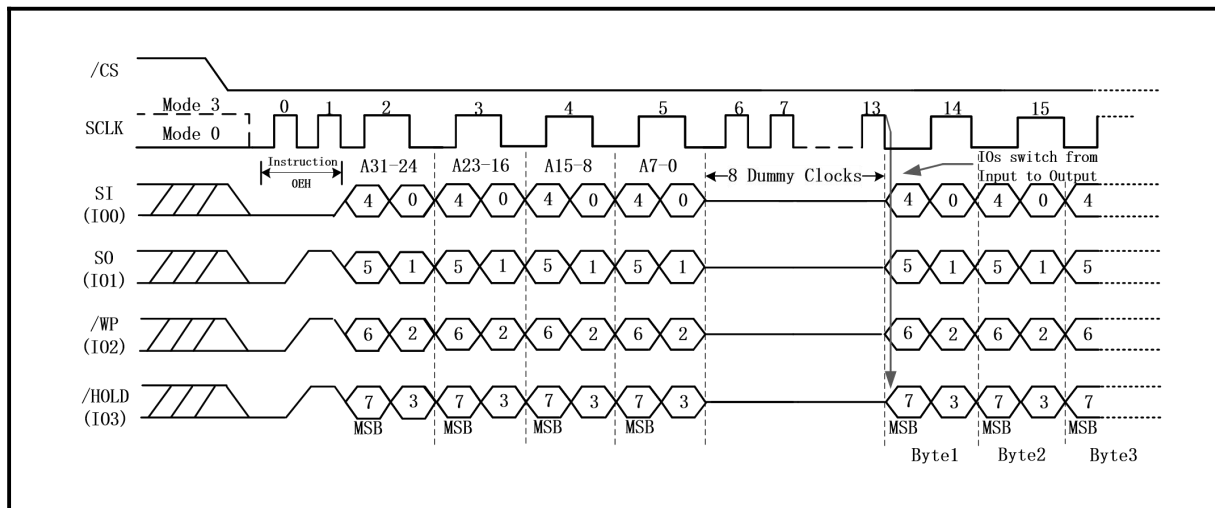 /CS
Mode 3
SCLK
Mode 0
0 1 2 3 4 5 6 7 13 14 15
Instruction
0EH
A31-24 A23-16 A15-8 A7-0
8 Dummy Clocks
IOs switch from
Input to Output
SI
(IO0)
4 0 4 0 4 0 4 0 4 0 4 0 4
SO
(IO1)
5 1 5 1 5 1 5 1 5 1 5 1 5
/WP
(IO2)
6 2 6 2 6 2 6 2 6 2 6 2 6
/HOLD
(IO3)
7 3 7 3 7 3 7 3 7 3 7 3 7
MSB MSB MSB MSB MSB MSB MSB
Byte1 Byte2 Byte3